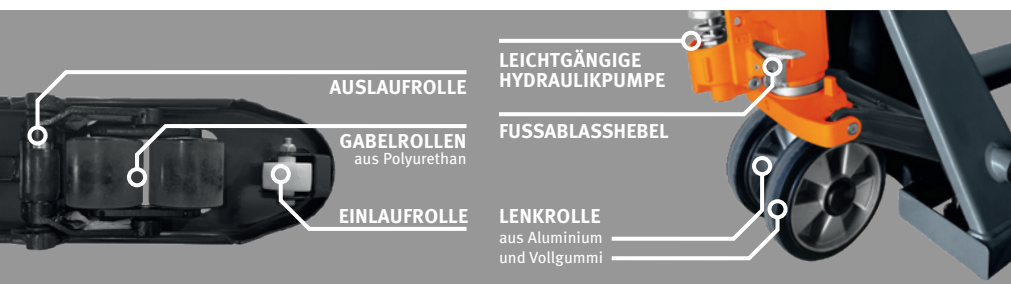 AUSLAUFROLLE
GABELROLLEN
aus Polyurethan
EINLAUFROLLE
LEICHTGÄNGIGE
HYDRAULIKPUMPE
FUSSABLASSHEBEL
LENKROLLE
aus Aluminium
und Vollgummi